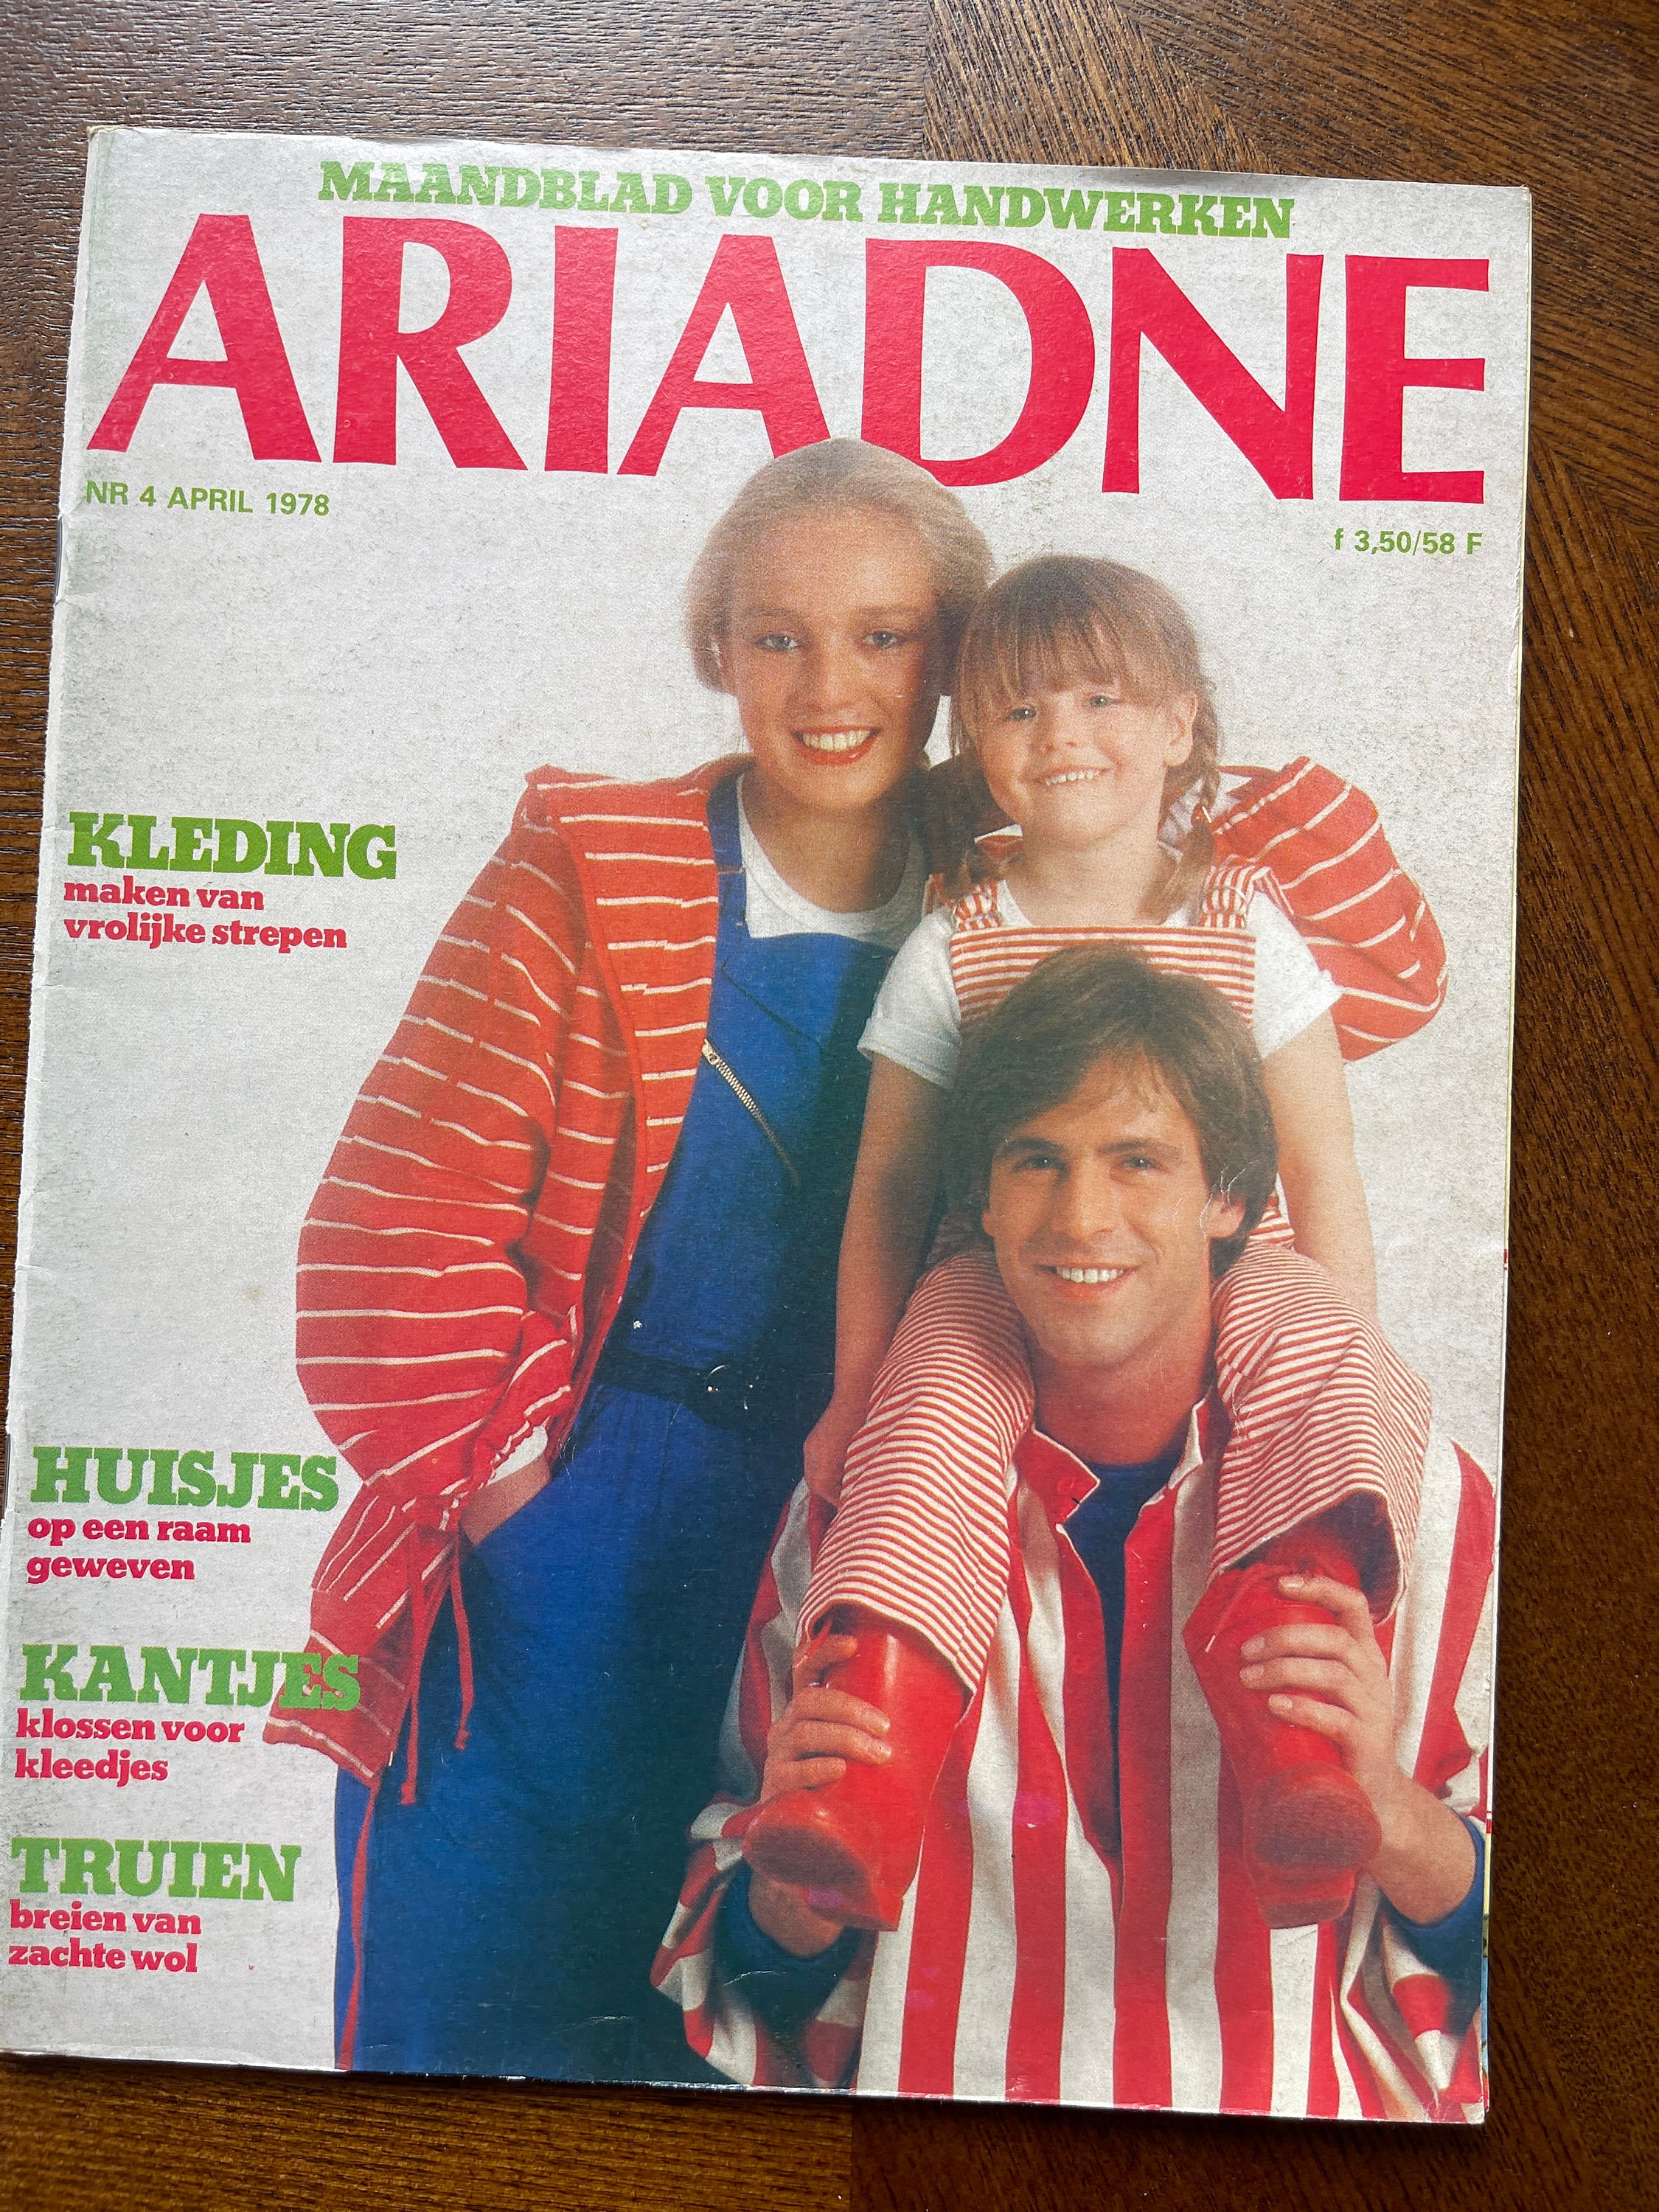 MAANDBLAD VOOR HANDWERKEN
ARIADNE
NR 4 APRIL 1978
f 3,50/58 F
KLEDING
maken van
vrolijke strepen
HUISJES
op een raam
geweven
KANTJES
klossen voor
kleedjes
TRUIEN
breien van
zachte wol